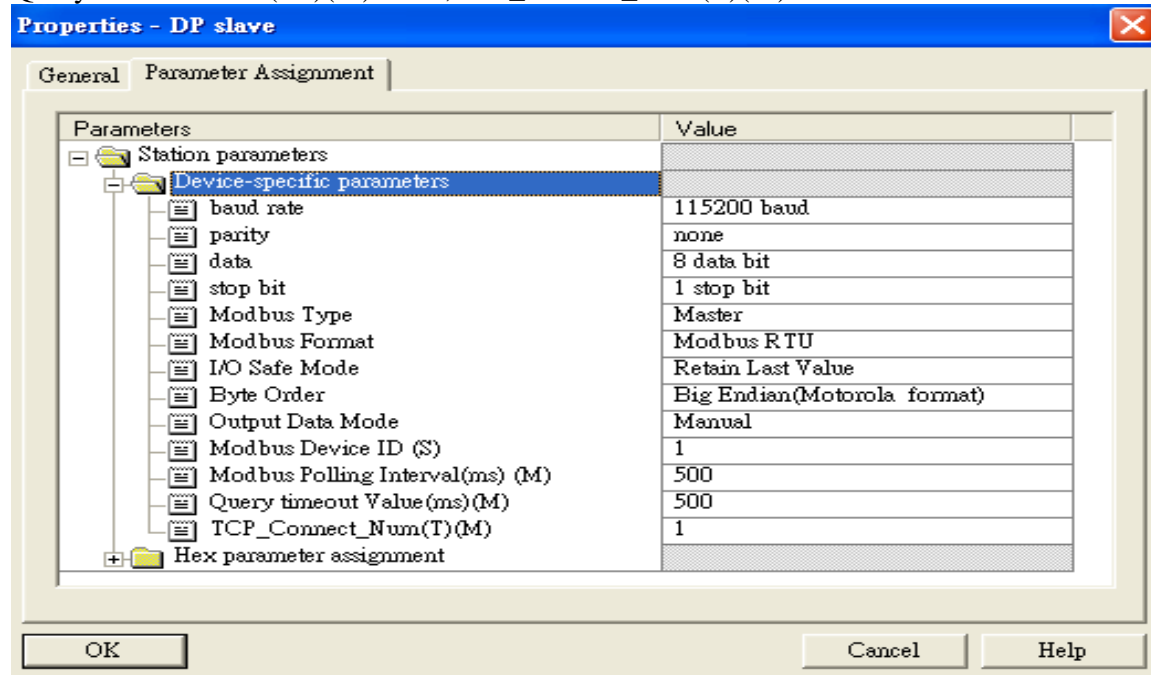 Properties - DP slave
General Parameter Assignment
Parameters Value
Station parameters
Device-specific parameters
baud rate 115200 baud
parity none
data 8 data bit
stop bit 1 stop bit
Modbus Type Master
Modbus Format Modbus RTU
I/O Safe Mode Retain Last Value
Byte Order Big Endian(Motorola format)
Output Data Mode Manual
Modbus Device ID (S) 1
Modbus Polling Interval(ms) (M) 500
Query timeout Value(ms)(M) 500
TCP_Connect_Num(T)(M) 1
Hex parameter assignment
OK Cancel Help